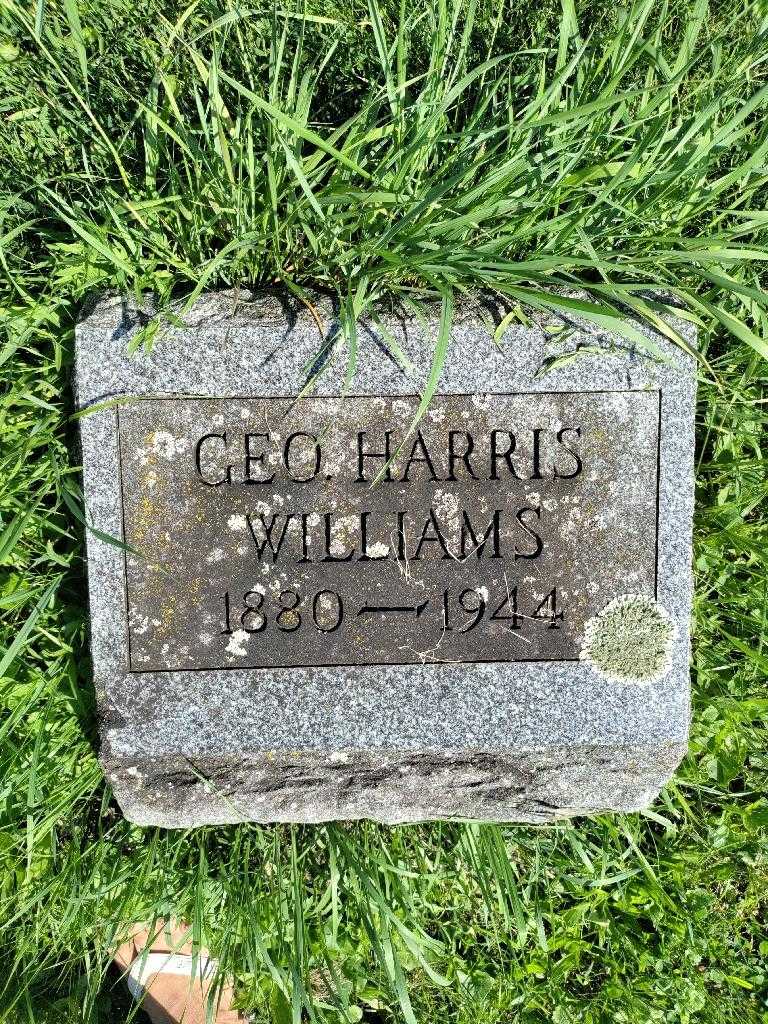 GEO. HARRIS
WILLIAMS
1880 — 1944